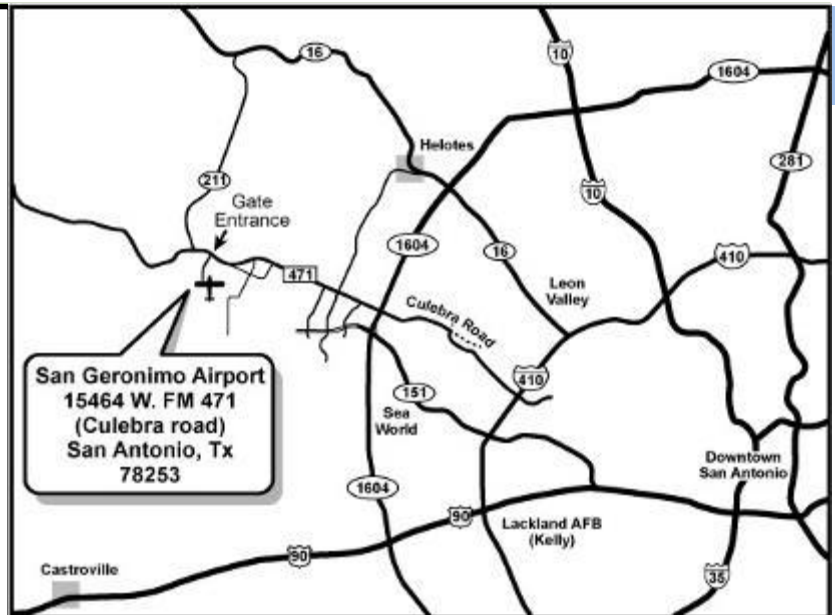 16
10
1604
Helotes
281
211
10
Gate
Entrance
1604
16
410
471
Leon
Valley
Culebra Road
San Geronimo Airport
15464 W. FM 471
(Culebra road)
San Antonio, Tx
78253
410
151
Sea
World
Downtown
San Antonio
1604
90
Lackland AFB
(Kelly)
90
Castroville
35